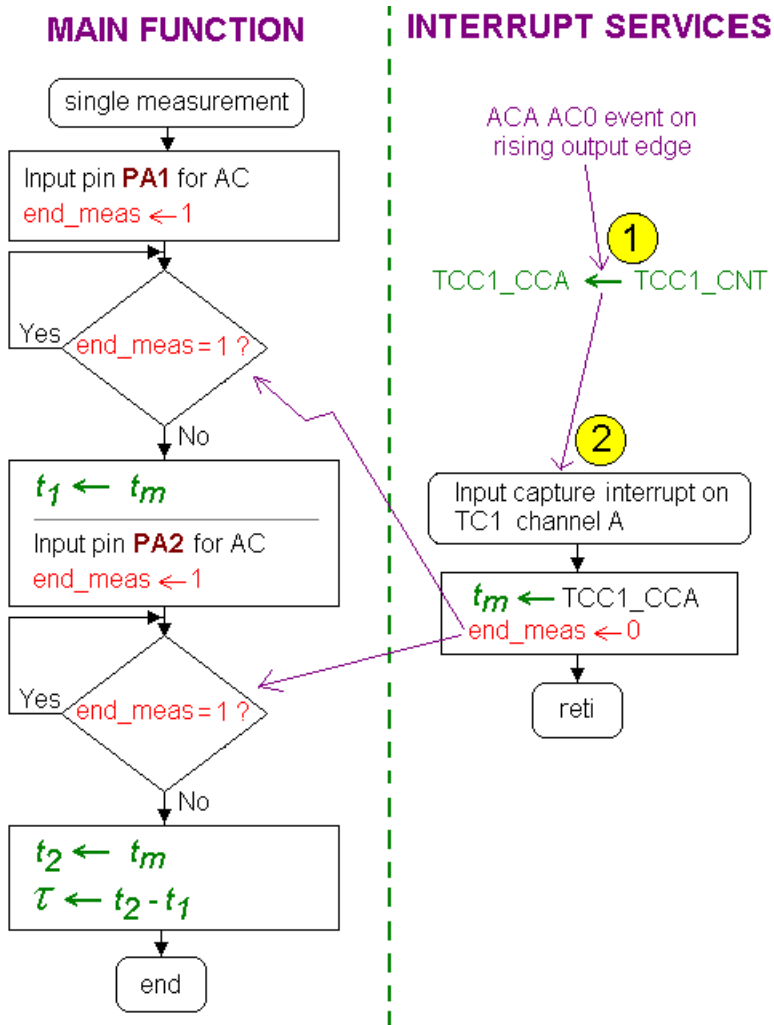 MAIN FUNCTION
single measurement
Input pin PA1 for AC
end_meas ← 1
Yes
end_meas = 1 ?
No
t1 ← tm
Input pin PA2 for AC
end_meas ← 1
Yes
end_meas = 1 ?
No
t2 ← tm
τ ← t2 - t1
end
INTERRUPT SERVICES
ACA AC0 event on
rising output edge
1
TCC1_CCA ← TCC1_CNT
2
Input capture interrupt on
TC1 channel A
tm ← TCC1_CCA
end_meas ← 0
reti